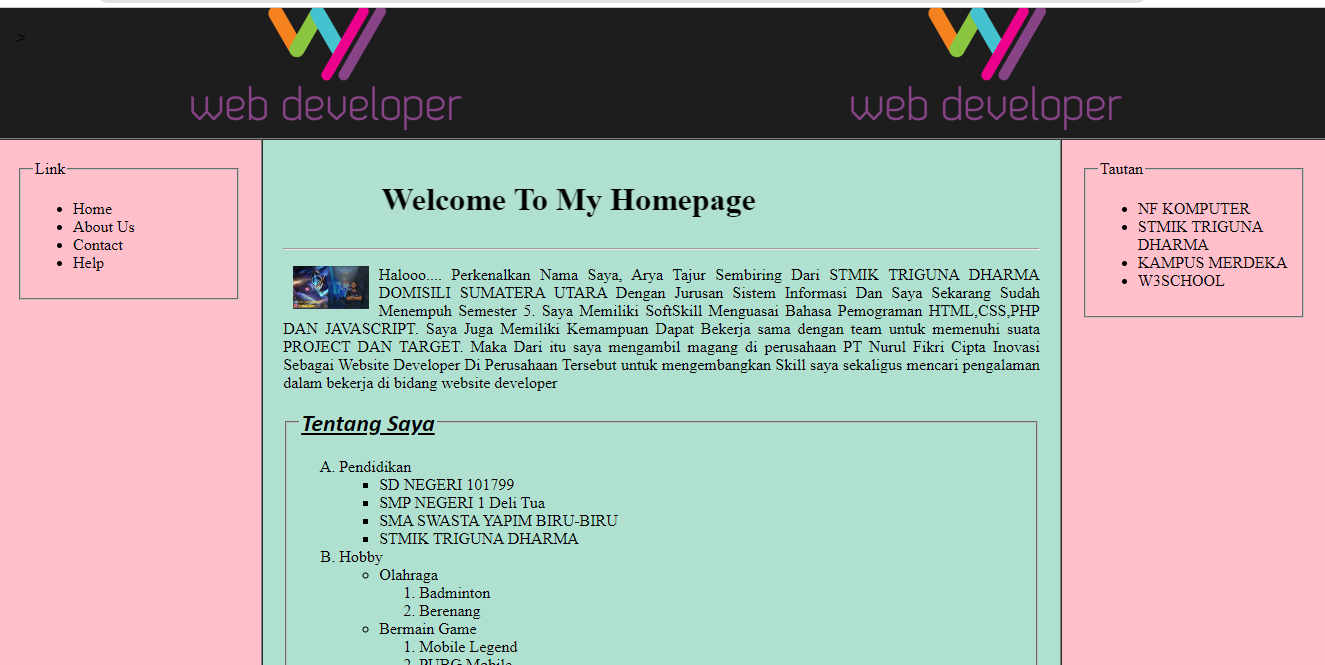 >
web developer
web developer
Link
Home
About Us
Contact
Help
Welcome To My Homepage
Halooo.... Perkenalkan Nama Saya, Arya Tajur Sembiring Dari STMIK TRIGUNA DHARMA
DOMISILI SUMATERA UTARA Dengan Jurusan Sistem Informasi Dan Saya Sekarang Sudah
Menempuh Semester 5. Saya Memiliki SoftSkill Menguasai Bahasa Pemograman HTML,CSS,PHP
DAN JAVASCRIPT. Saya Juga Memiliki Kemampuan Dapat Bekerja sama dengan team untuk memenuhi suata
PROJECT DAN TARGET. Maka Dari itu saya mengambil magang di perusahaan PT Nurul Fikri Cipta Inovasi
Sebagai Website Developer Di Perusahaan Tersebut untuk mengembangkan Skill saya sekaligus mencari pengalaman
dalam bekerja di bidang website developer
Tentang Saya
A. Pendidikan
SD NEGERI 101799
SMP NEGERI 1 Deli Tua
SMA SWASTA YAPIM BIRU-BIRU
STMIK TRIGUNA DHARMA
B. Hobby
Olahraga
1. Badminton
2. Berenang
Bermain Game
1. Mobile Legend
2. PUBG Mobile
Tautan
NF KOMPUTER
STMIK TRIGUNA
DHARMA
KAMPUS MERDEKA
W3SCHOOL